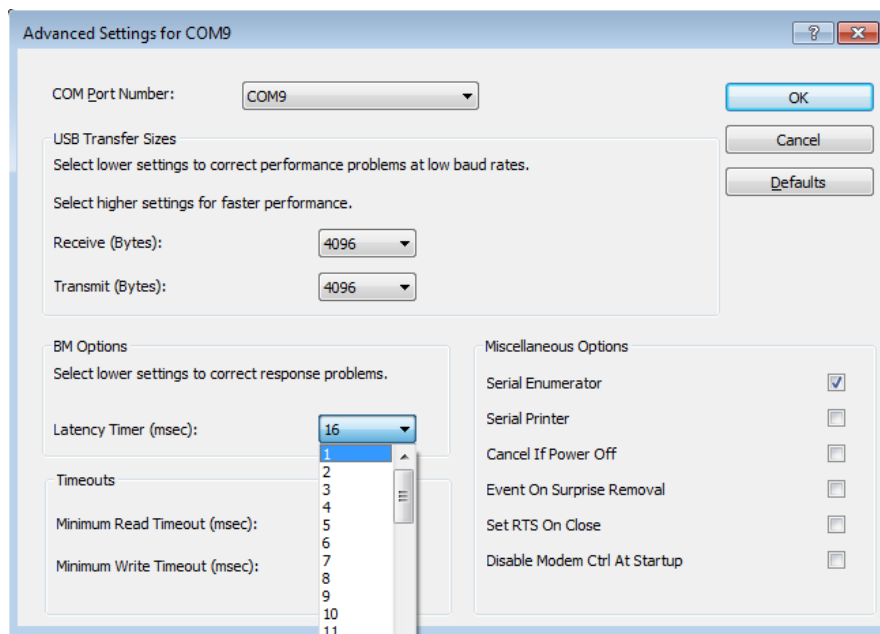 Advanced Settings for COM9
?
COM Port Number:
COM9
OK
Cancel
Defaults
USB Transfer Sizes
Select lower settings to correct performance problems at low baud rates.
Select higher settings for faster performance.
Receive (Bytes):
4096
Transmit (Bytes):
4096
BM Options
Select lower settings to correct response problems.
Latency Timer (msec):
16
1
2
3
4
5
6
7
8
9
10
11
Timeouts
Minimum Read Timeout (msec):
Minimum Write Timeout (msec):
Miscellaneous Options
Serial Enumerator
Serial Printer
Cancel If Power Off
Event On Surprise Removal
Set RTS On Close
Disable Modem Ctrl At Startup